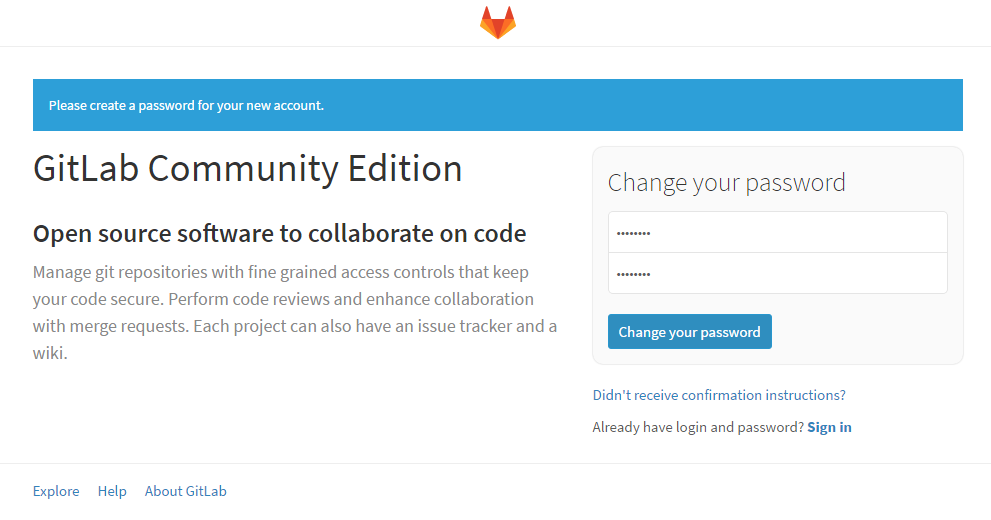 Please create a password for your new account.
GitLab Community Edition
Open source software to collaborate on code
Manage git repositories with fine grained access controls that keep
your code secure. Perform code reviews and enhance collaboration
with merge requests. Each project can also have an issue tracker and a
wiki.
Change your password
••••••••
••••••••
Change your password
Didn't receive confirmation instructions?
Already have login and password? Sign in
Explore Help About GitLab